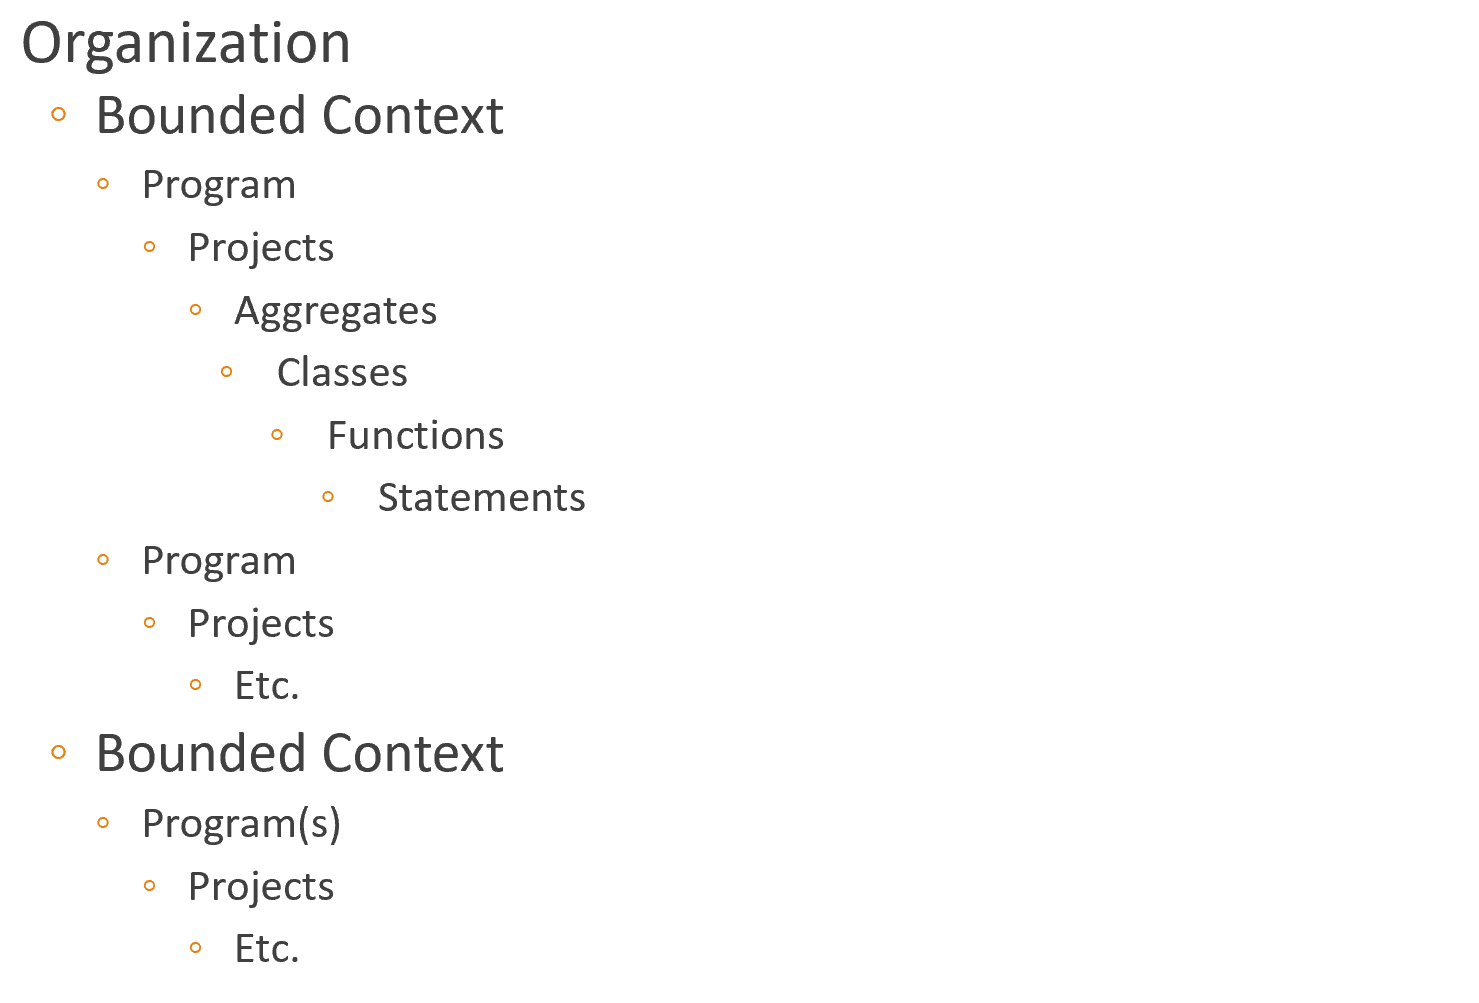 Organization
Bounded Context
Program
Projects
Aggregates
Classes
Functions
Statements
Program
Projects
Etc.
Bounded Context
Program(s)
Projects
Etc.